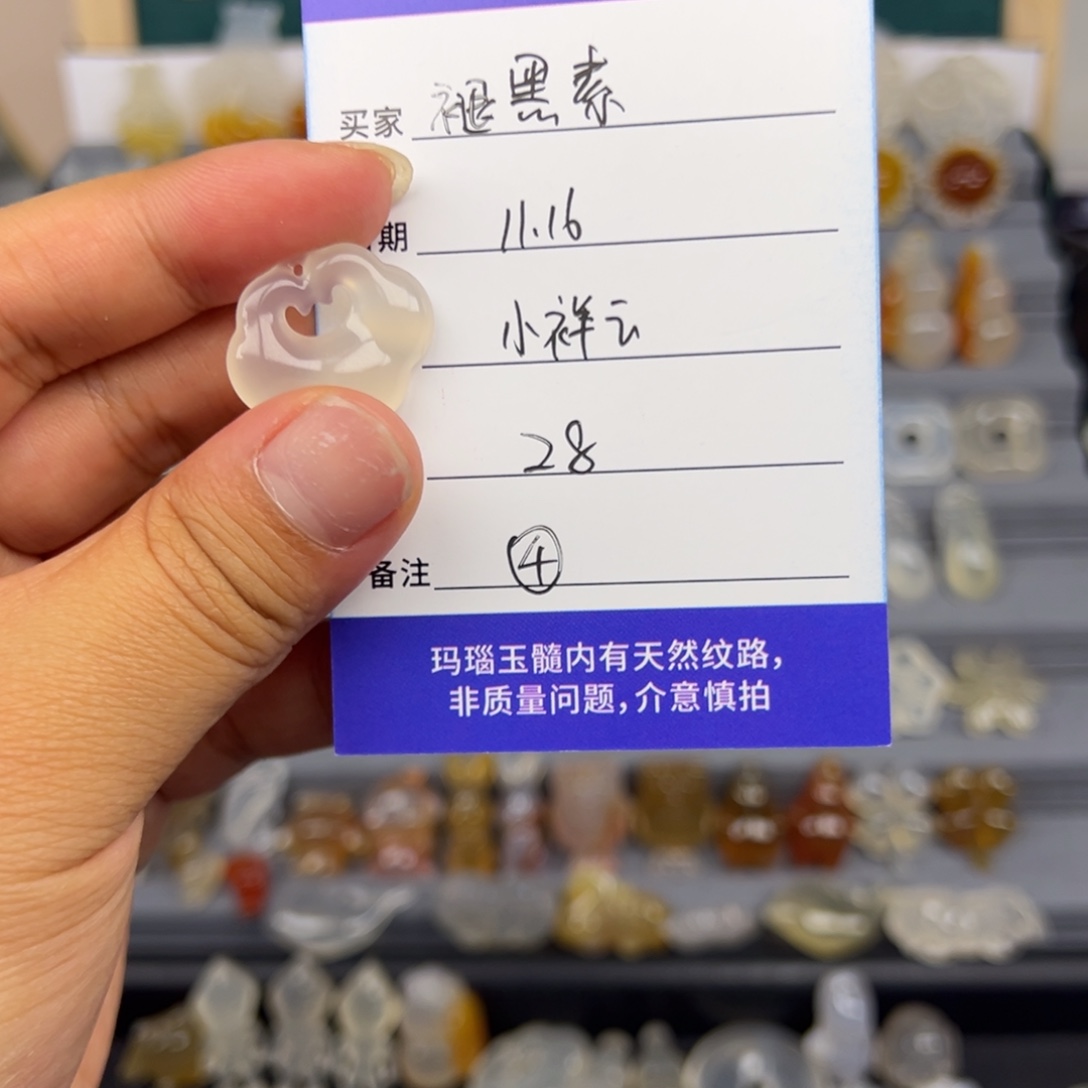 买家 褪黑素
期 11.16
小祥云
28
备注 ④
玛瑙玉髓内有天然纹路，
非质量问题，介意慎拍